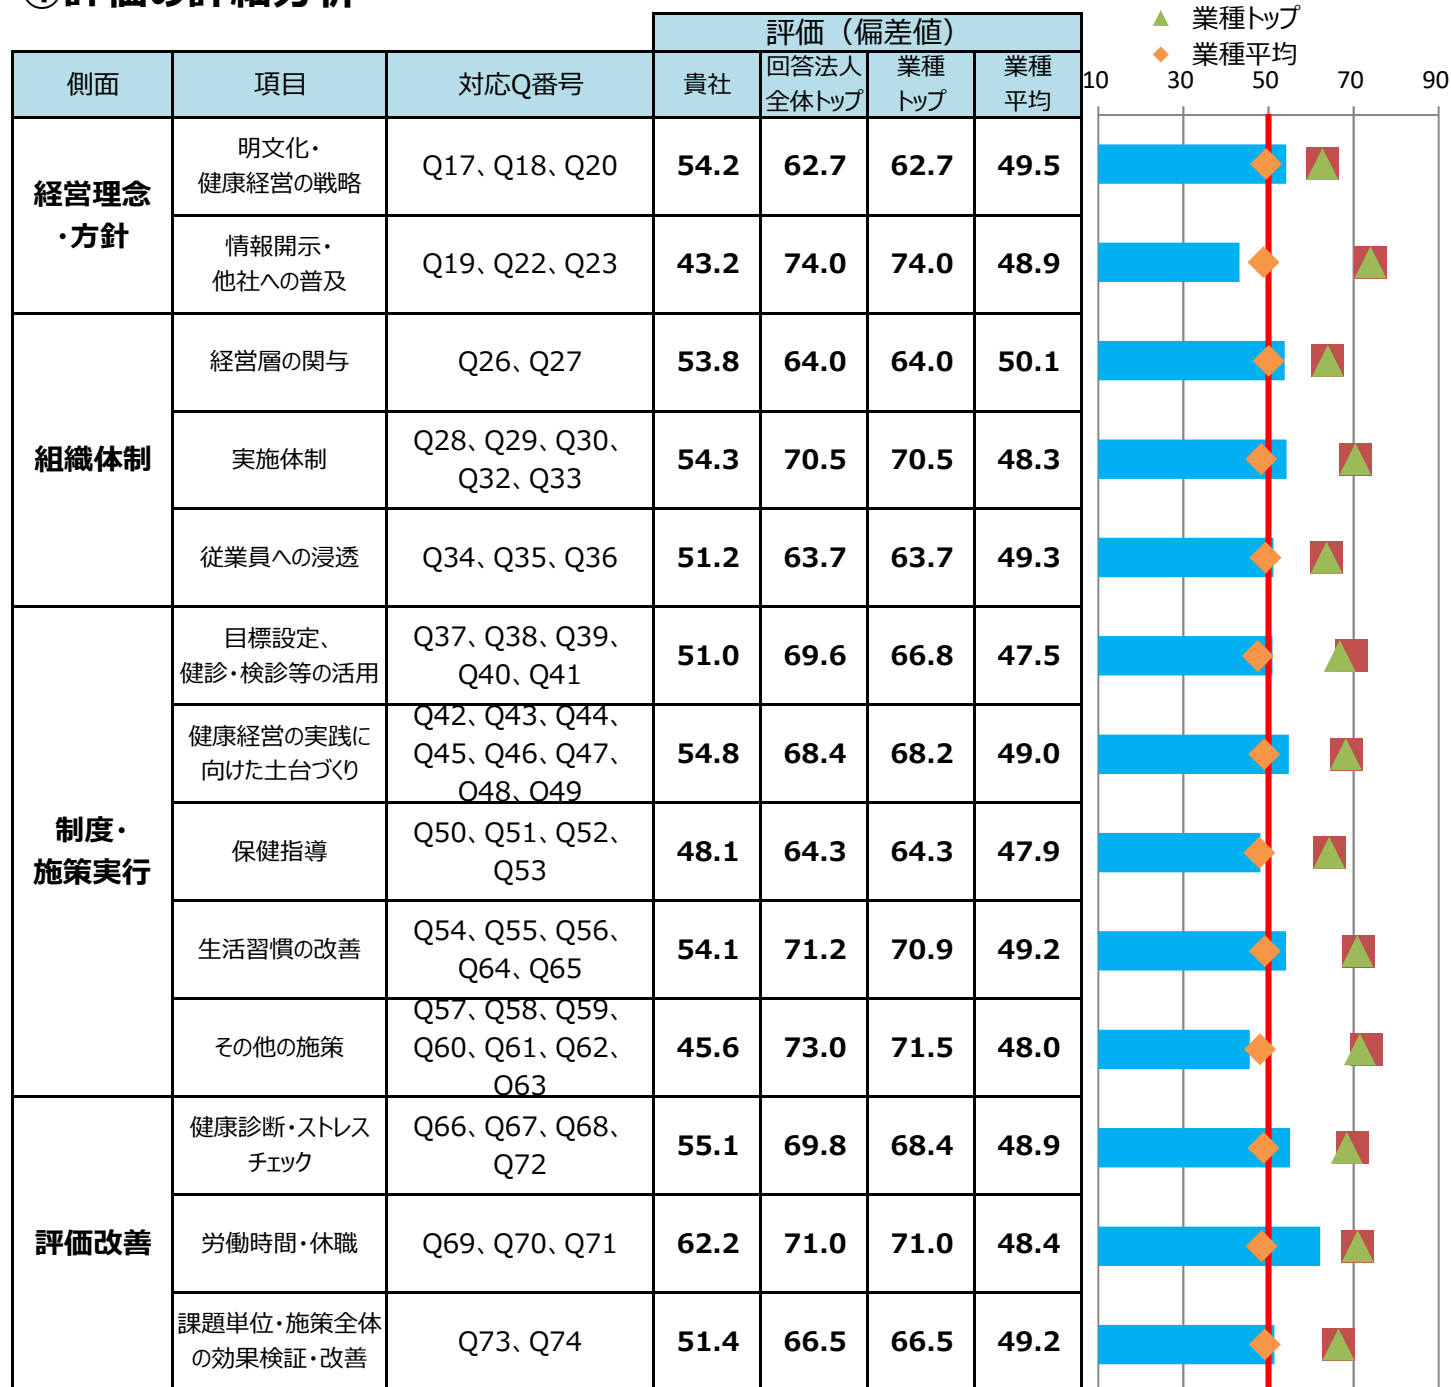 ①評価の詳細分析
▲ 業種トップ
◆ 業種平均
評価（偏差値）
側面 項目 対応Q番号 貴社 回答法人 業種 業種
全体トップ トップ 平均
10 30 50 70 90
経営理念
・方針
明文化・
健康経営の戦略
Q17、Q18、Q20 54.2 62.7 62.7 49.5
情報開示・
他社への普及
Q19、Q22、Q23 43.2 74.0 74.0 48.9
組織体制
経営層の関与 Q26、Q27 53.8 64.0 64.0 50.1
実施体制
Q28、Q29、Q30、
Q32、Q33
54.3 70.5 70.5 48.3
従業員への浸透 Q34、Q35、Q36 51.2 63.7 63.7 49.3
制度・
施策実行
目標設定、
健診・検診等の活用
Q37、Q38、Q39、
Q40、Q41
51.0 69.6 66.8 47.5
健康経営の実践に
向けた土台づくり
Q42、Q43、Q44、
Q45、Q46、Q47、
Q48、Q49
54.8 68.4 68.2 49.0
保健指導
Q50、Q51、Q52、
Q53
48.1 64.3 64.3 47.9
生活習慣の改善
Q54、Q55、Q56、
Q64、Q65
54.1 71.2 70.9 49.2
その他の施策
Q57、Q58、Q59、
Q60、Q61、Q62、
Q63
45.6 73.0 71.5 48.0
評価改善
健康診断・ストレス
チェック
Q66、Q67、Q68、
Q72
55.1 69.8 68.4 48.9
労働時間・休職 Q69、Q70、Q71 62.2 71.0 71.0 48.4
課題単位・施策全体
の効果検証・改善
Q73、Q74 51.4 66.5 66.5 49.2